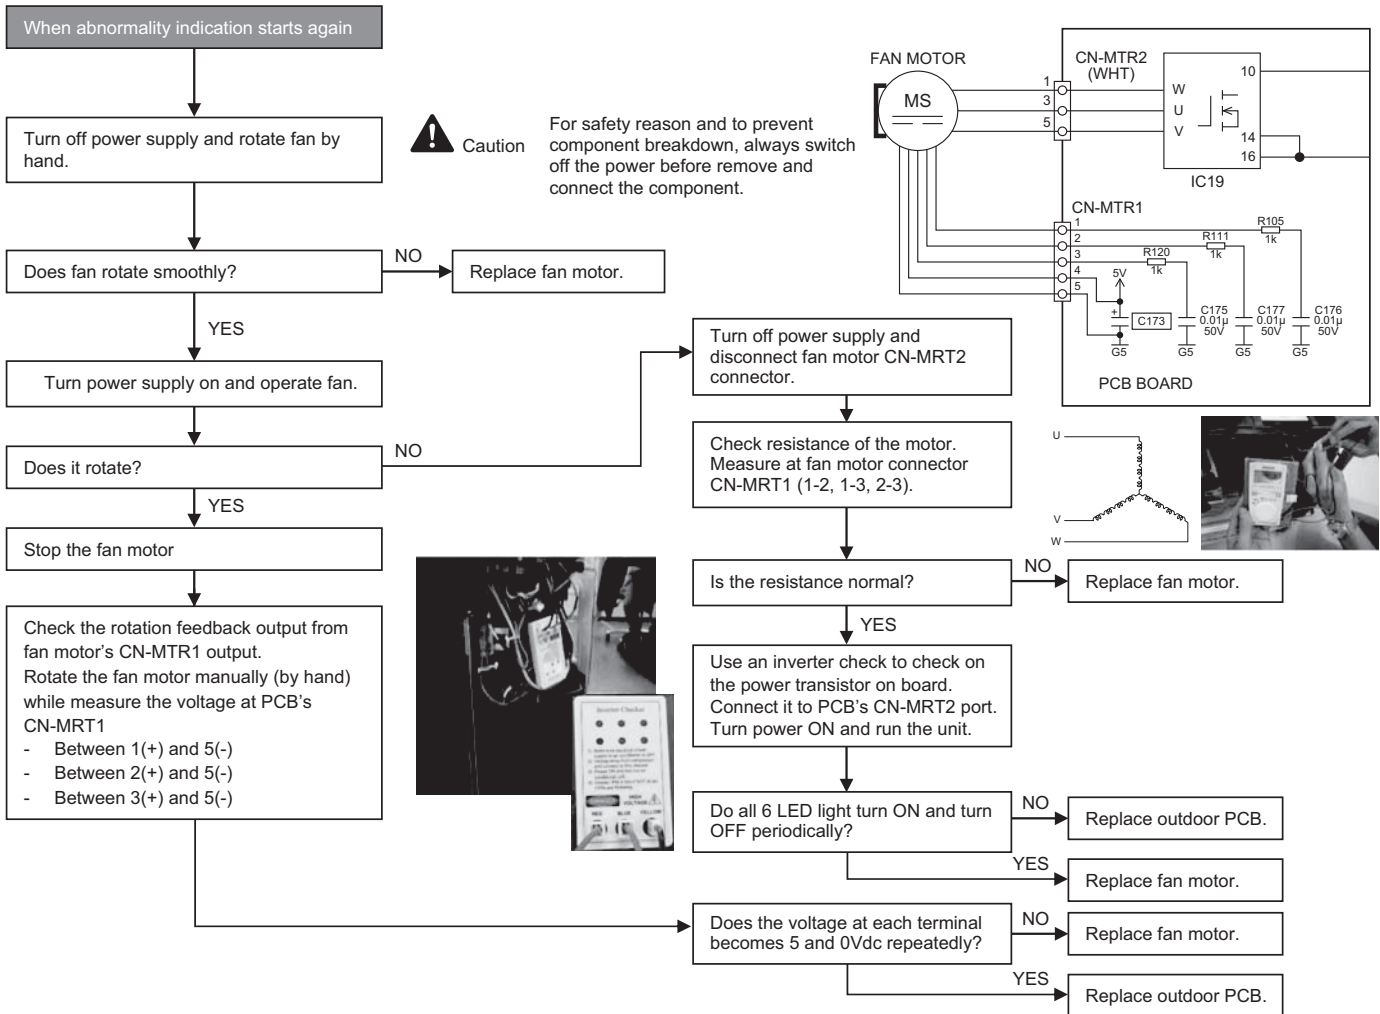 When abnormality indication starts again
Turn off power supply and rotate fan by
hand.
Caution
For safety reason and to prevent
component breakdown, always switch
off the power before remove and
connect the component.
Does fan rotate smoothly?
NO
Replace fan motor.
YES
Turn power supply on and operate fan.
Does it rotate?
NO
YES
Stop the fan motor
Check the rotation feedback output from
fan motor's CN-MTR1 output.
Rotate the fan motor manually (by hand)
while measure the voltage at PCB's
CN-MRT1
- Between 1(+) and 5(-)
- Between 2(+) and 5(-)
- Between 3(+) and 5(-)
Turn off power supply and
disconnect fan motor CN-MRT2
connector.
Check resistance of the motor.
Measure at fan motor connector
CN-MRT1 (1-2, 1-3, 2-3).
Is the resistance normal?
NO
Replace fan motor.
YES
Use an inverter check to check on
the power transistor on board.
Connect it to PCB's CN-MRT2 port.
Turn power ON and run the unit.
Do all 6 LED light turn ON and turn
OFF periodically?
NO
Replace outdoor PCB.
YES
Replace fan motor.
Does the voltage at each terminal
becomes 5 and 0Vdc repeatedly?
NO
Replace fan motor.
YES
Replace outdoor PCB.
FAN MOTOR
MS
CN-MTR2
(WHT)
1
3
5
W
U
V
10
14
16
IC19
CN-MTR1
1
2
3
4
5
R105
1k
R111
1k
R120
1k
5V
+
C173
C175
0.01µ
50V
C177
0.01µ
50V
C176
0.01µ
50V
G5
G5
G5
G5
PCB BOARD
U
V
W
Inverter Checker
HIGH
VOLTAGE
RED BLUE YELLOW